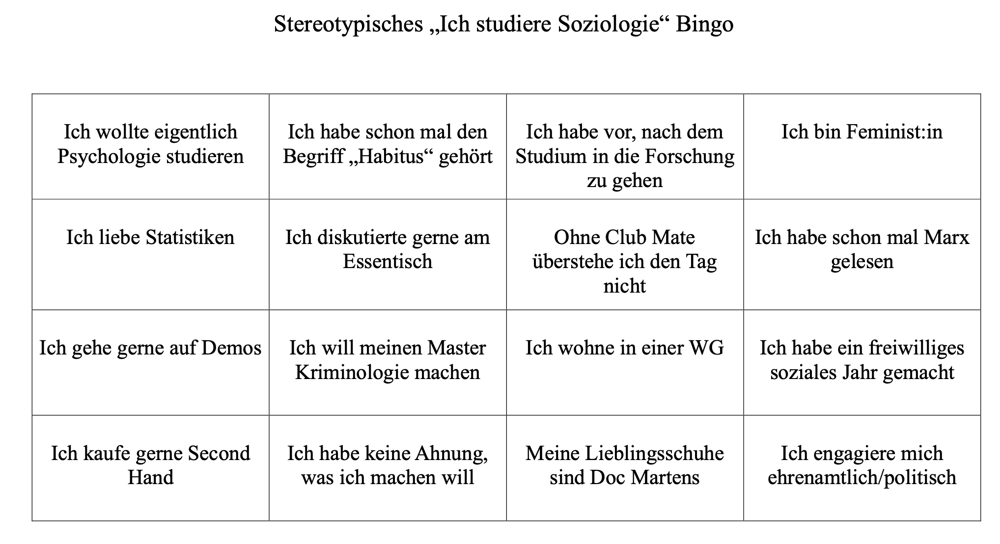 Stereotypisches „Ich studiere Soziologie“ Bingo
Ich wollte eigentlich
Psychologie studieren
Ich habe schon mal den
Begriff „Habitus“ gehört
Ich habe vor, nach dem
Studium in die Forschung
zu gehen
Ich bin Feminist:in
Ich liebe Statistiken
Ich diskutierte gerne am
Essentisch
Ohne Club Mate
überstehe ich den Tag
nicht
Ich habe schon mal Marx
gelesen
Ich gehe gerne auf Demos
Ich will meinen Master
Kriminologie machen
Ich wohne in einer WG
Ich habe ein freiwilliges
soziales Jahr gemacht
Ich kaufe gerne Second
Hand
Ich habe keine Ahnung,
was ich machen will
Meine Lieblingsschuhe
sind Doc Martens
Ich engagiere mich
ehrenamtlich/politisch